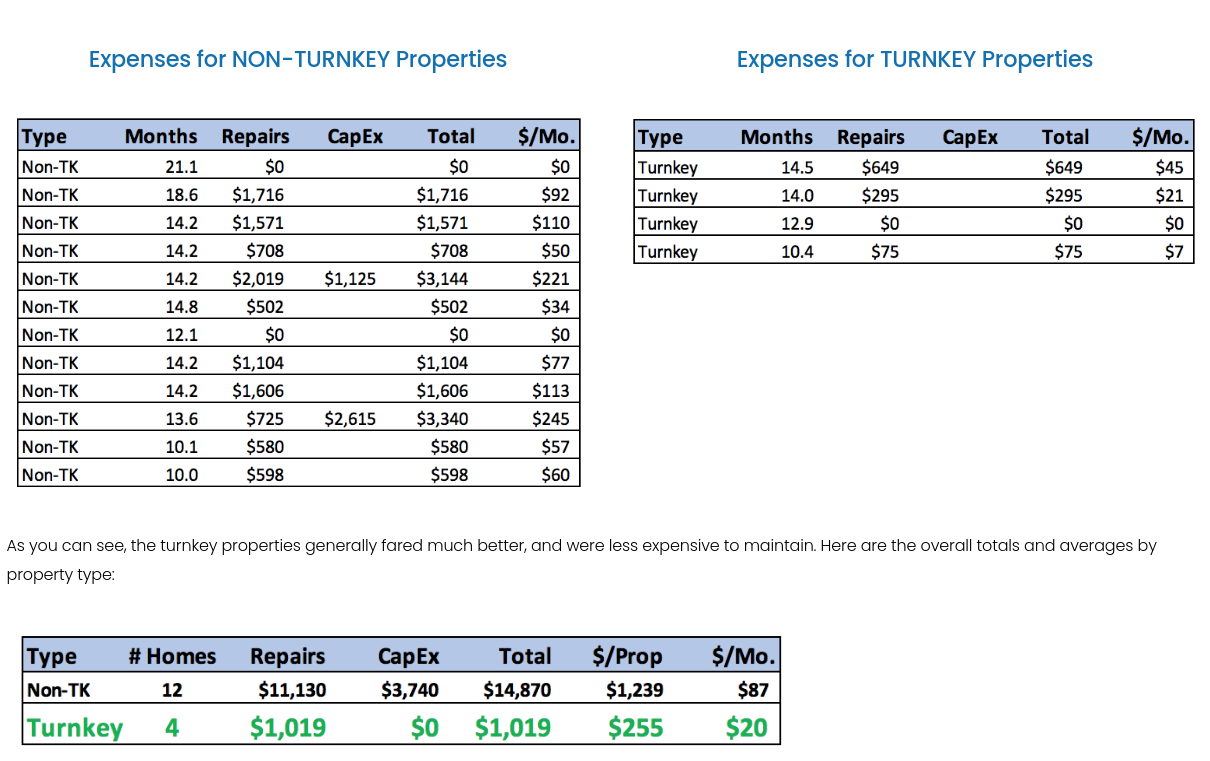 Expenses for NON-TURNKEY Properties
Type Months Repairs CapEx Total $/Mo.
Non-TK 21.1 $0 $0 $0
Non-TK 18.6 $1,716 $1,716 $92
Non-TK 14.2 $1,571 $1,571 $110
Non-TK 14.2 $708 $708 $50
Non-TK 14.2 $2,019 $1,125 $3,144 $221
Non-TK 14.8 $502 $502 $34
Non-TK 12.1 $0 $0 $0
Non-TK 14.2 $1,104 $1,104 $77
Non-TK 14.2 $1,606 $1,606 $113
Non-TK 13.6 $725 $2,615 $3,340 $245
Non-TK 10.1 $580 $580 $57
Non-TK 10.0 $598 $598 $60
Expenses for TURNKEY Properties
Type Months Repairs CapEx Total $/Mo.
Turnkey 14.5 $649 $649 $45
Turnkey 14.0 $295 $295 $21
Turnkey 12.9 $0 $0 $0
Turnkey 10.4 $75 $75 $7
As you can see, the turnkey properties generally fared much better, and were less expensive to maintain. Here are the overall totals and averages by
property type:
Type # Homes Repairs CapEx Total $/Prop $/Mo.
Non-TK 12 $11,130 $3,740 $14,870 $1,239 $87
Turnkey 4 $1,019 $0 $1,019 $255 $20